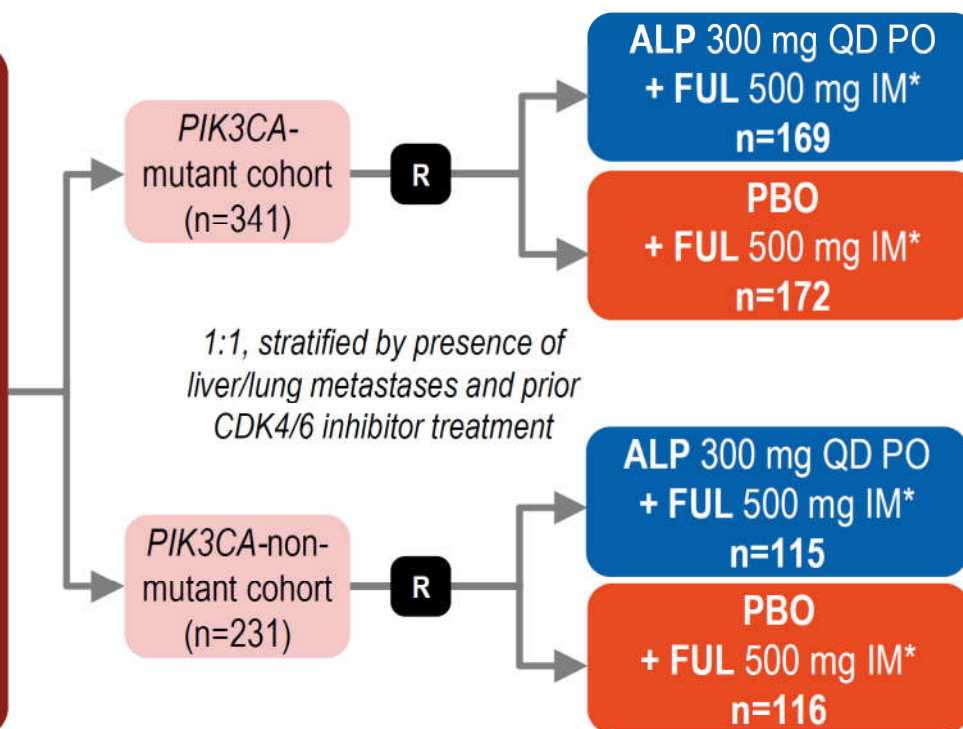 PIK3CA-
mutant cohort
(n=341)
R
ALP 300 mg QD PO
+ FUL 500 mg IM*
n=169
PBO
+ FUL 500 mg IM*
n=172
1:1, stratified by presence of
liver/lung metastases and prior
CDK4/6 inhibitor treatment
PIK3CA-non-
mutant cohort
(n=231)
R
ALP 300 mg QD PO
+ FUL 500 mg IM*
n=115
PBO
+ FUL 500 mg IM*
n=116